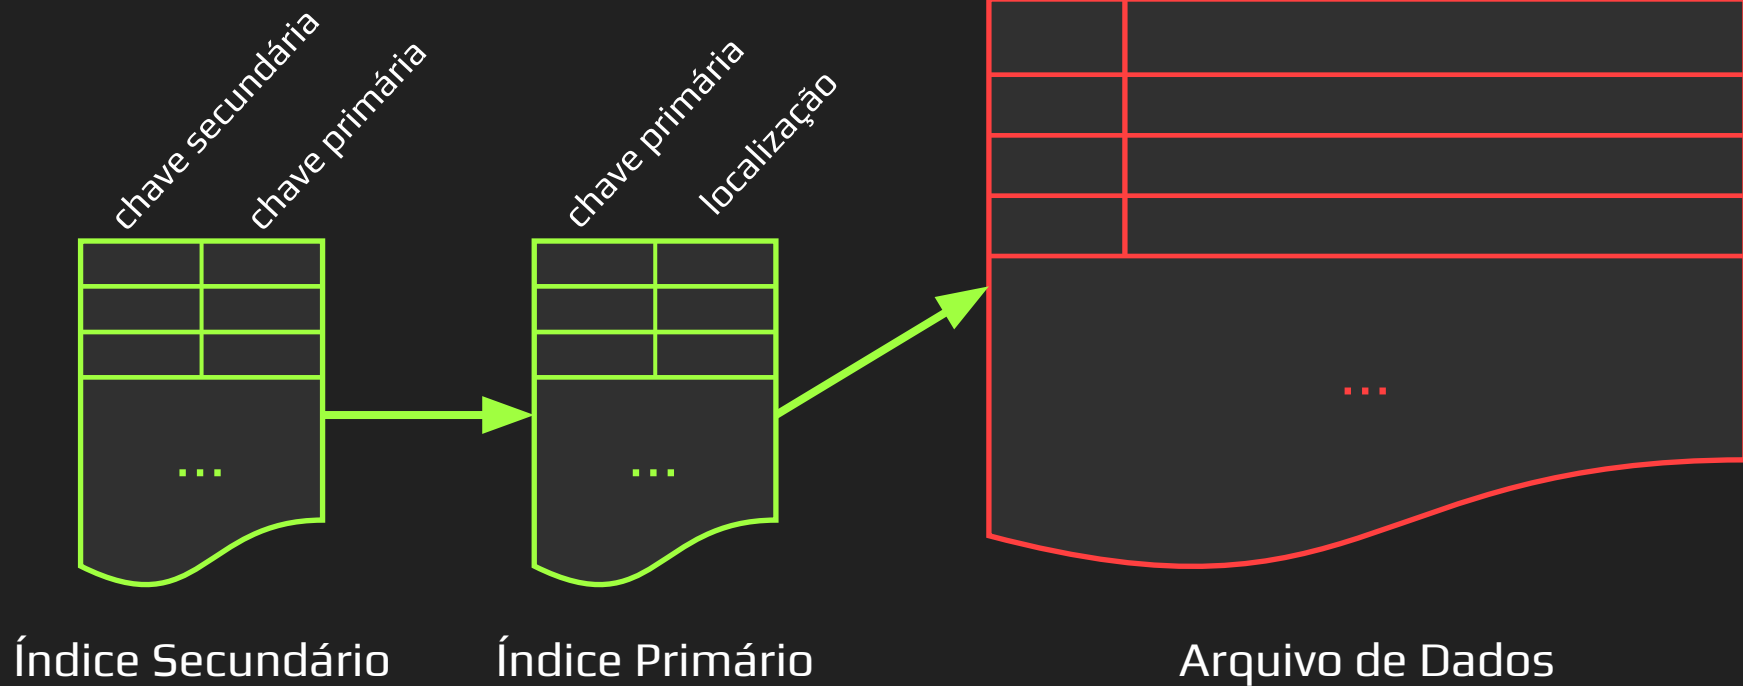 chave secundária
chave primária
chave primária
localização
...
...
...
Índice Secundário
Índice Primário
Arquivo de Dados